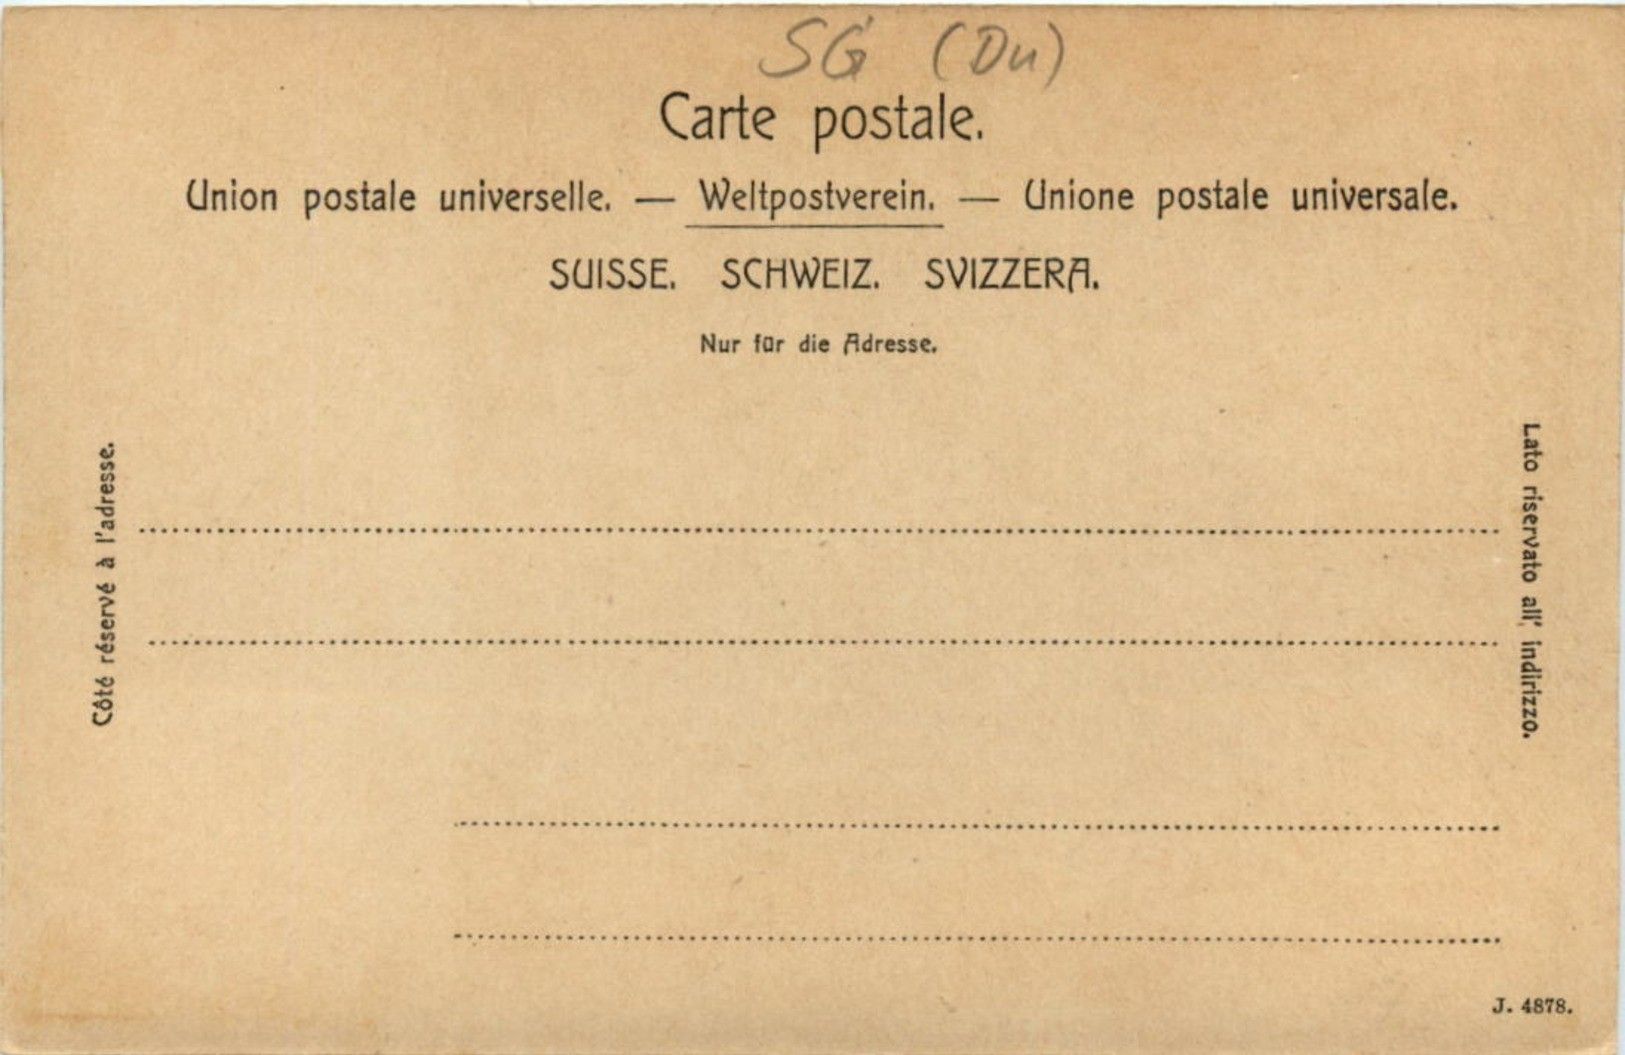 SG (Du)
Carte postale.
Union postale universelle. — Weltpostverein. — Unione postale universale.
SUISSE. SCHWEIZ. SVIZZERA.
Nur für die Adresse.
Côté réservé à l'adresse.
Lato riservato all' indirizzo.
J. 4878.